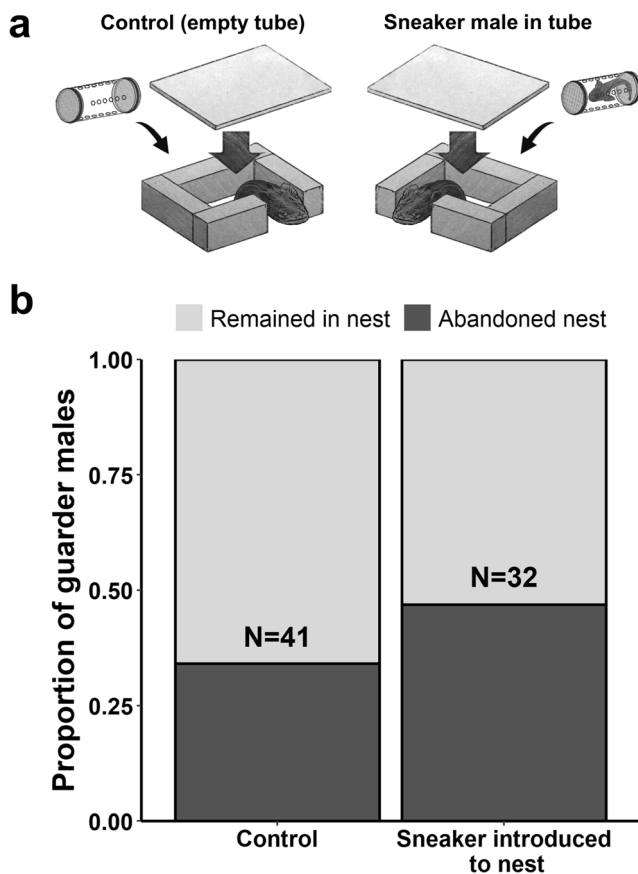 a
Control (empty tube)
Sneaker male in tube
b
Remained in nest
Abandoned nest
Proportion of guarder males
1.00
0.75
0.50
0.25
0.00
N=41
N=32
Control
Sneaker introduced
to nest